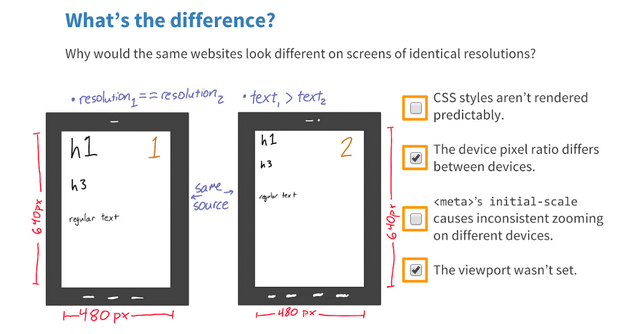 What's the difference?
Why would the same websites look different on screens of identical resolutions?
• resolution1 == resolution2 • text1 > text2
h1 1
h3
regular text
640px
480 px
same
source
h1 2
h3
regular text
640px
480 px
CSS styles aren't rendered
predictably.
The device pixel ratio differs
between devices.
<meta>'s initial-scale
causes inconsistent zooming
on different devices.
The viewport wasn't set.